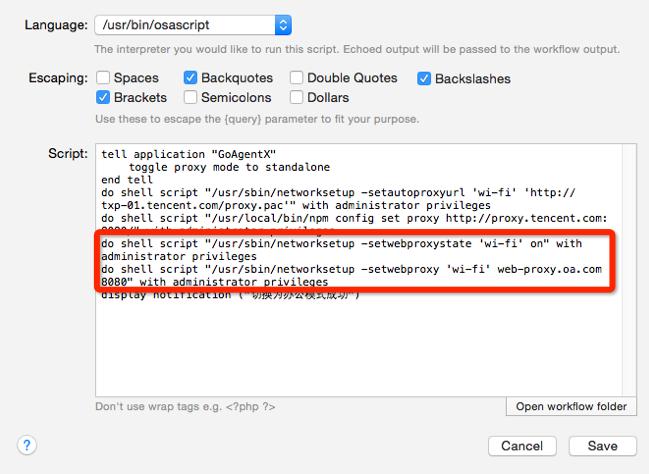 Language: /usr/bin/osascript
The interpreter you would like to run this script. Echoed output will be passed to the workflow output.
Escaping: Spaces Backquotes Double Quotes Backslashes
Brackets Semicolons Dollars
Use these to escape the {query} parameter to fit your purpose.
Script: tell application "GoAgentX"
toggle proxy mode to standalone
end tell
do shell script "/usr/sbin/networksetup -setautoproxyurl 'wi-fi' 'http://
txp-01.tencent.com/proxy.pac'" with administrator privileges
do shell script "/usr/local/bin/npm config set proxy http://proxy.tencent.com:
8080/" with administrator privileges
do shell script "/usr/sbin/networksetup -setwebproxystate 'wi-fi' on" with
administrator privileges
do shell script "/usr/sbin/networksetup -setwebproxy 'wi-fi' web-proxy.oa.com
8080" with administrator privileges
display notification ("切换为办公模式成功")
Don't use wrap tags e.g. <?php ?>
Open workflow folder
? Cancel Save